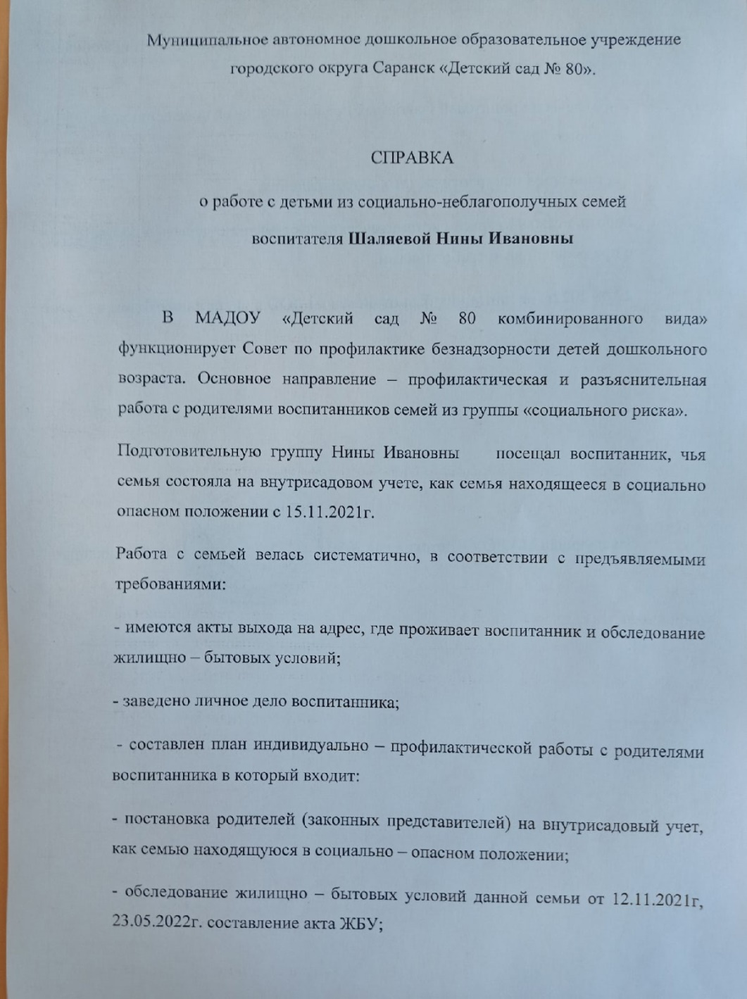 Муниципальное автономное дошкольное образовательное учреждение
городского округа Саранск «Детский сад № 80».
СПРАВКА
о работе с детьми из социально-неблагополучных семей
воспитателя Шаляевой Нины Ивановны
В МАДОУ «Детский сад № 80 комбинированного вида»
функционирует Совет по профилактике безнадзорности детей дошкольного
возраста. Основное направление – профилактическая и разъяснительная
работа с родителями воспитанников семей из группы «социального риска».
Подготовительную группу Нины Ивановны посещал воспитанник, чья
семья состояла на внутрисадовом учете, как семья находящееся в социально
опасном положении с 15.11.2021г.
Работа с семьей велась систематично, в соответствии с предъявляемыми
требованиями:
- имеются акты выхода на адрес, где проживает воспитанник и обследование
жилищно – бытовых условий;
- заведено личное дело воспитанника;
- составлен план индивидуально – профилактической работы с родителями
воспитанника в который входит:
- постановка родителей (законных представителей) на внутрисадовый учет,
как семью находящуюся в социально – опасном положении;
- обследование жилищно – бытовых условий данной семьи от 12.11.2021г,
23.05.2022г. составление акта ЖБУ;